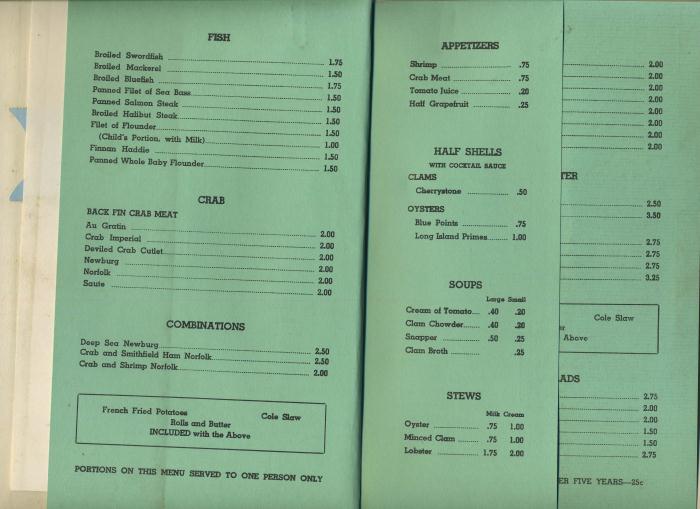 FISH
Broiled Swordfish 1.75
Broiled Mackerel 1.50
Broiled Bluefish 1.75
Panned Filet of Sea Bass 1.50
Panned Salmon Steak 1.50
Broiled Halibut Steak 1.50
Filet of Flounder 1.50
(Child's Portion, with Milk) 1.00
Finnan Haddie 1.50
Panned Whole Baby Flounder 1.50
CRAB
BACK FIN CRAB MEAT
Au Gratin 2.00
Crab Imperial 2.00
Deviled Crab Cutlet 2.00
Newburg 2.00
Norfolk 2.00
Saute 2.00
COMBINATIONS
Deep Sea Newburg 2.50
Crab and Smithfield Ham Norfolk 2.50
Crab and Shrimp Norfolk 2.00
French Fried Potatoes Cole Slaw
Rolls and Butter
INCLUDED with the Above
PORTIONS ON THIS MENU SERVED TO ONE PERSON ONLY
APPETIZERS
Shrimp .75
Crab Meat .75
Tomato Juice .20
Half Grapefruit .25
HALF SHELLS
WITH COCKTAIL SAUCE
CLAMS
Cherrystone .50
OYSTERS
Blue Points .75
Long Island Primes 1.00
SOUPS
Large Small
Cream of Tomato .40 .20
Clam Chowder .40 .20
Snapper .50 .25
Clam Broth .25
STEWS
Milk Cream
Oyster .75 1.00
Minced Clam .75 1.00
Lobster 1.75 2.00
2.00
2.00
2.00
2.00
2.00
2.00
2.00
2.00
TER
2.50
3.50
2.75
2.75
2.75
3.25
Cole Slaw
er
Above
ADS
2.75
2.00
2.00
1.50
1.50
2.75
ER FIVE YEARS—25c